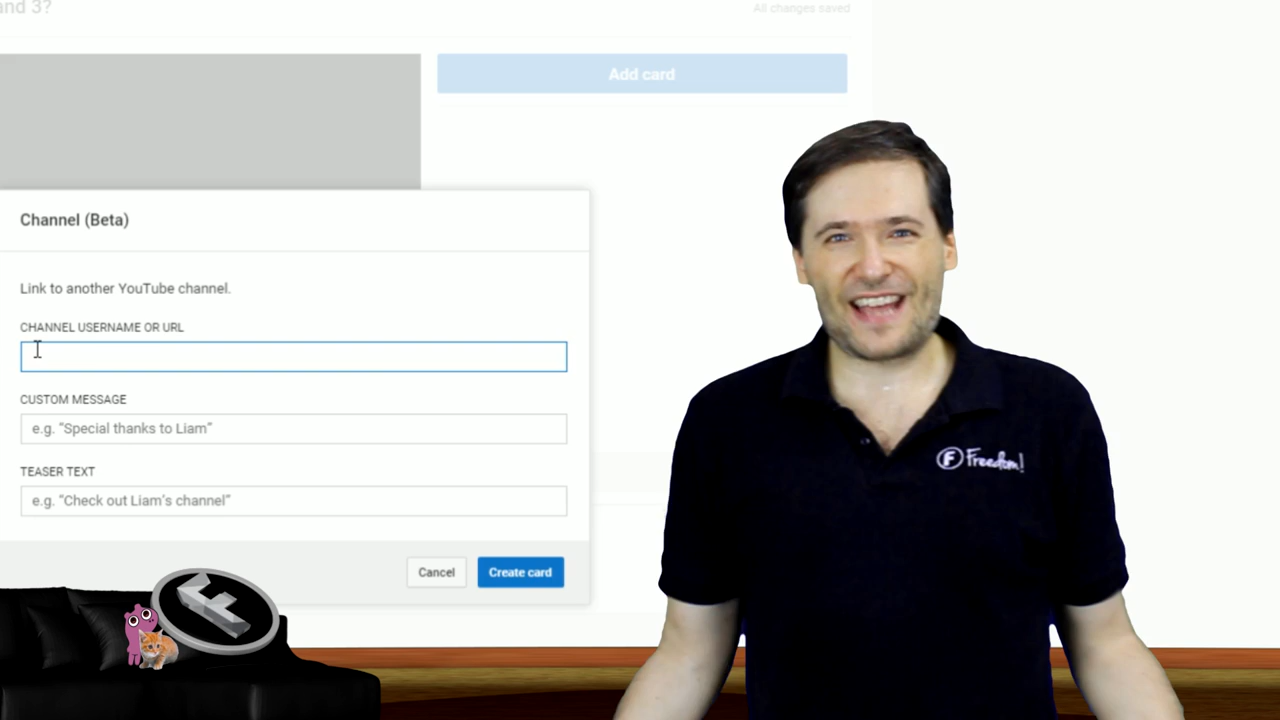 and 3?
All changes saved
Add card
Channel (Beta)
Link to another YouTube channel.
CHANNEL USERNAME OR URL
CUSTOM MESSAGE
e.g. "Special thanks to Liam"
TEASER TEXT
e.g. "Check out Liam's channel"
Cancel
Create card
F Freedom!
F